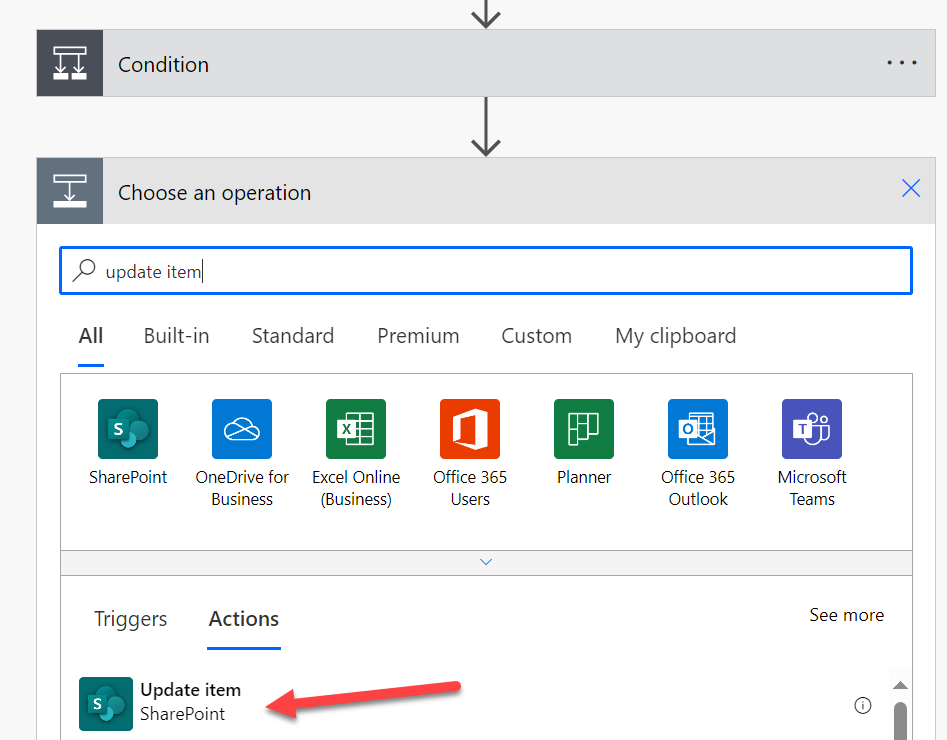 Condition
Choose an operation
update item
All Built-in Standard Premium Custom My clipboard
SharePoint OneDrive for Business Excel Online (Business) Office 365 Users Planner Office 365 Outlook Microsoft Teams
Triggers Actions See more
Update item
SharePoint